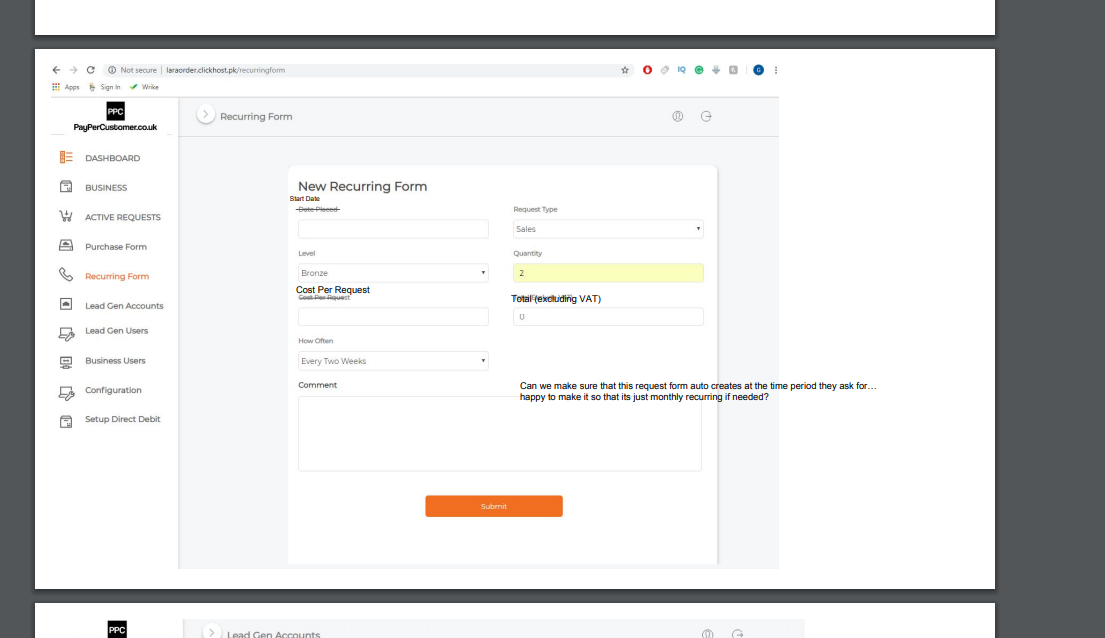 Not secure | laraorder.clickhost.pk/recurringform
Apps Sign In Wrike
PPC
PayPerCustomer.co.uk
Recurring Form
DASHBOARD
BUSINESS
ACTIVE REQUESTS
Purchase Form
Recurring Form
Lead Gen Accounts
Lead Gen Users
Business Users
Configuration
Setup Direct Debit
New Recurring Form
Start Date
Date Placed
Request Type
Sales
Level
Quantity
Bronze
2
Cost Per Request
Cost Per Rquest
Total (excluding VAT)
0
How Often
Every Two Weeks
Comment
Can we make sure that this request form auto creates at the time period they ask for…
happy to make it so that its just monthly recurring if needed?
Submit
PPC
Lead Gen Accounts